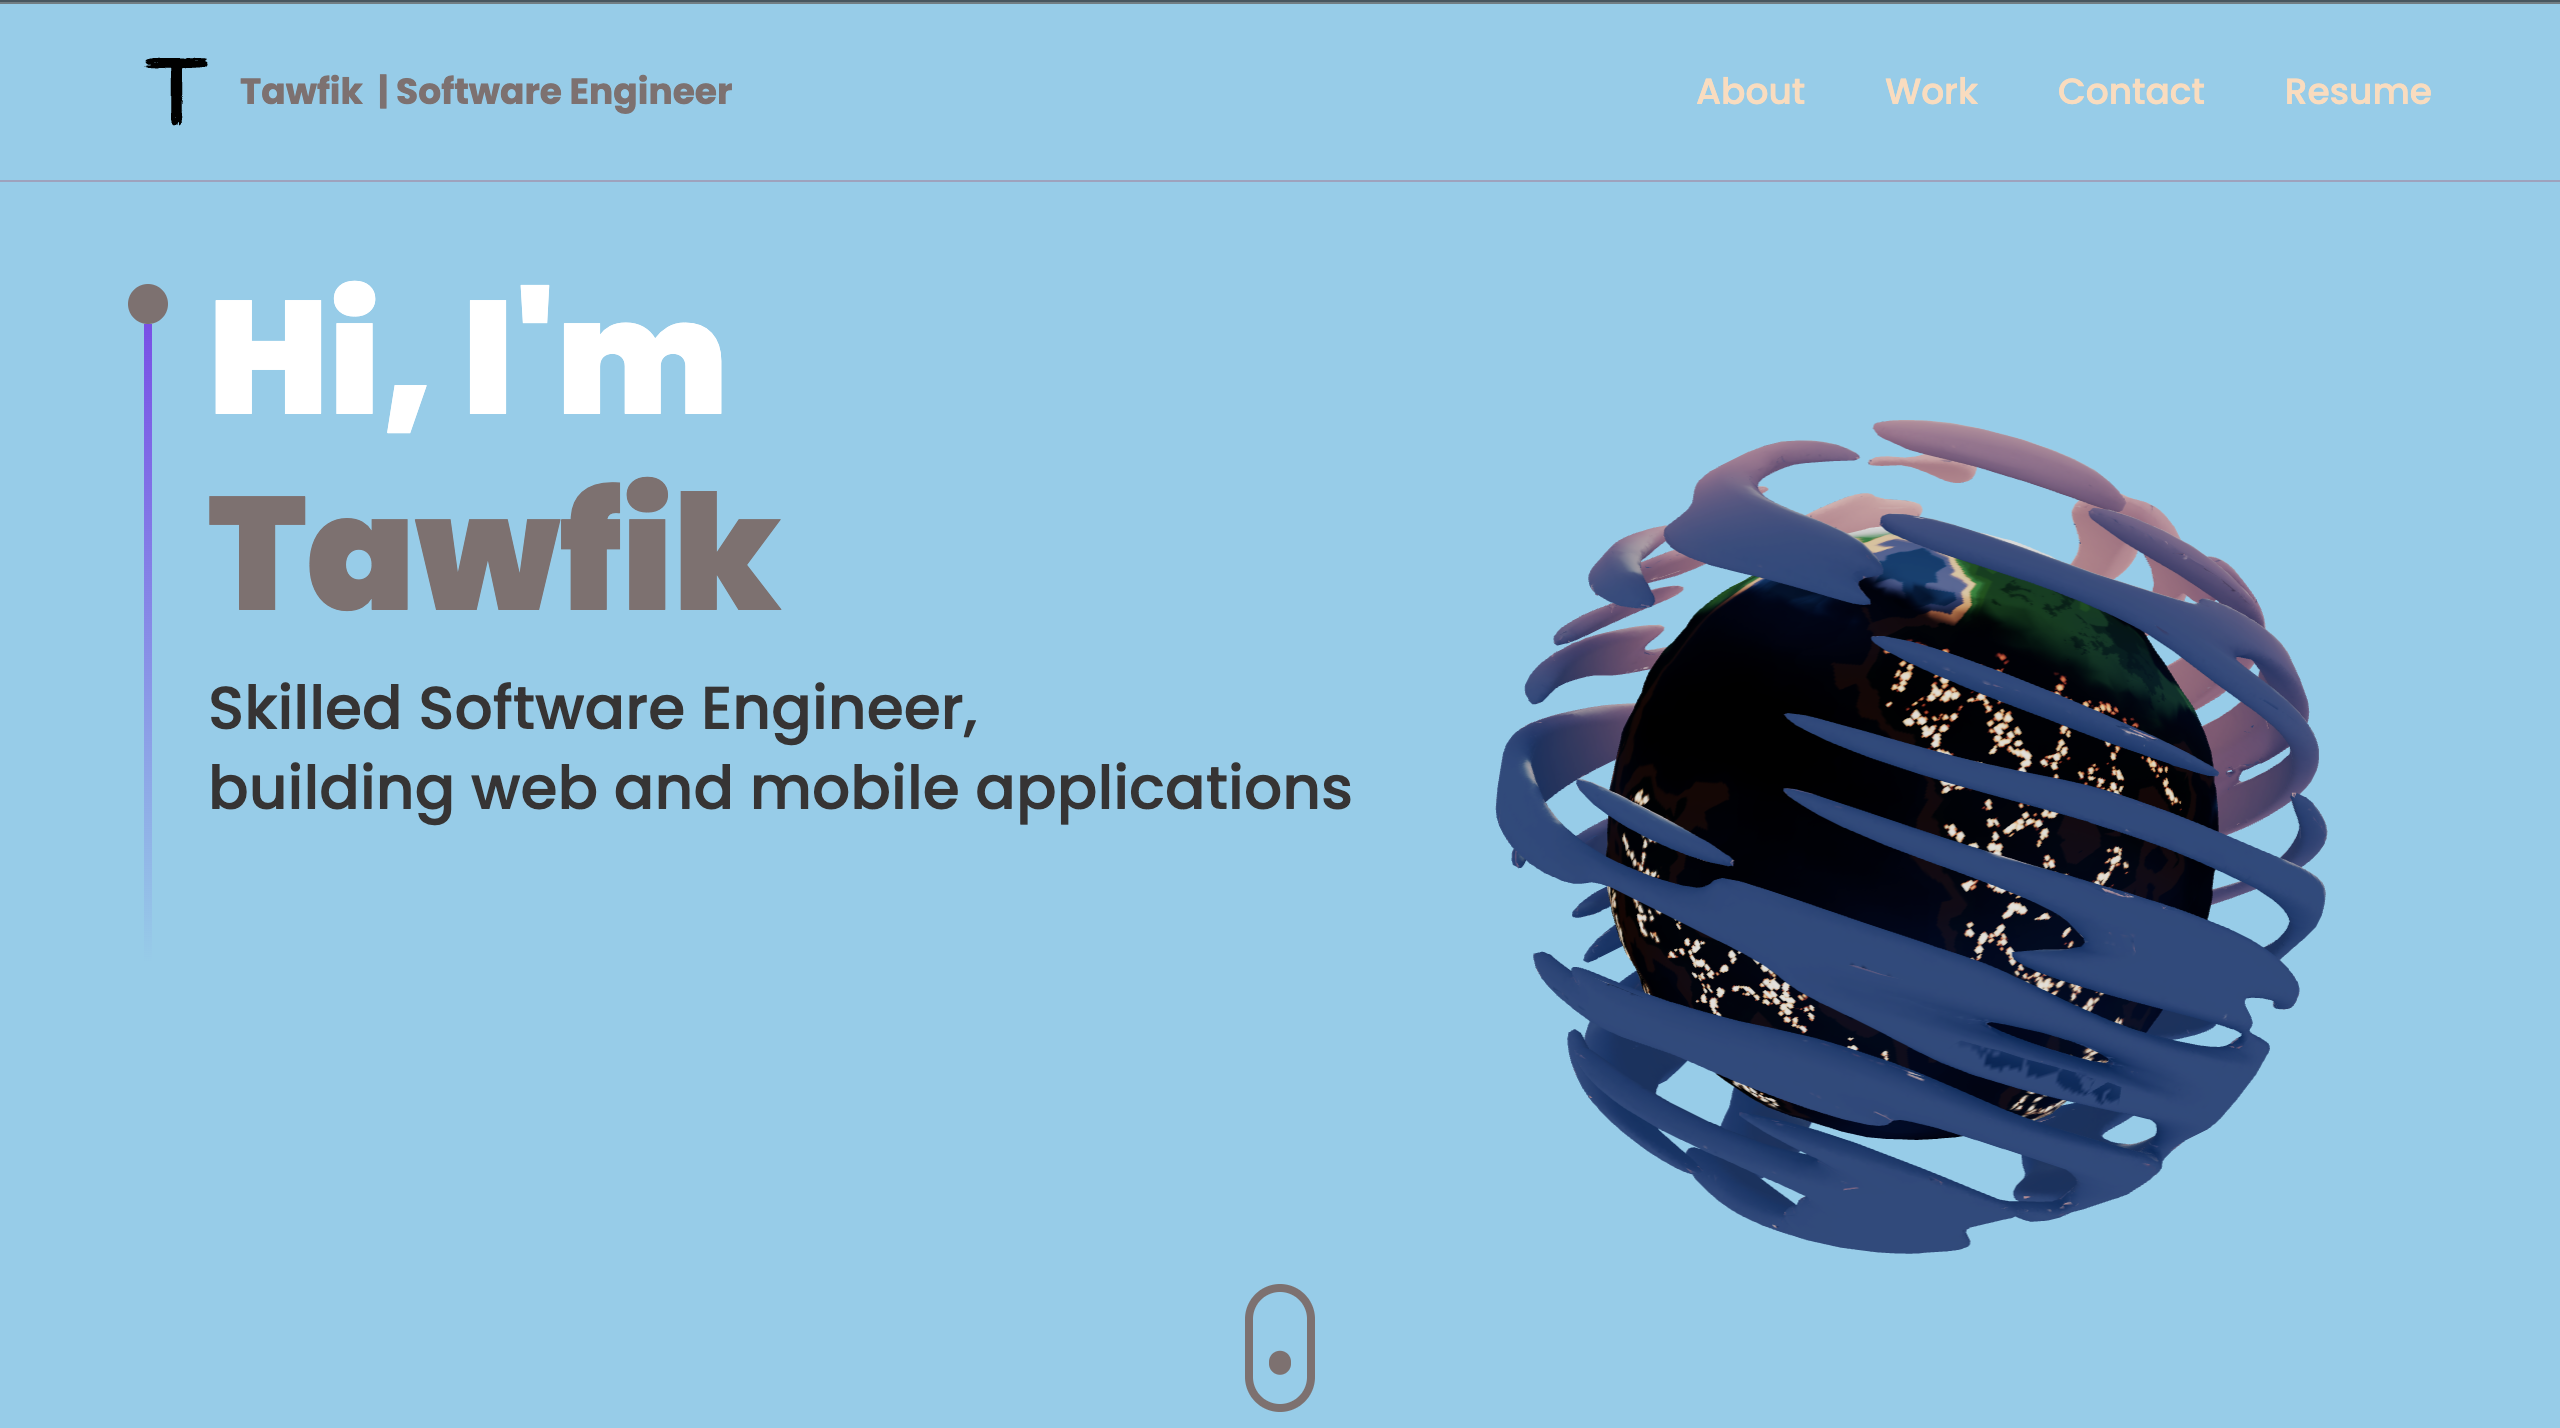 T
Tawfik | Software Engineer
About Work Contact Resume
Hi, I'm
Tawfik
Skilled Software Engineer,
building web and mobile applications